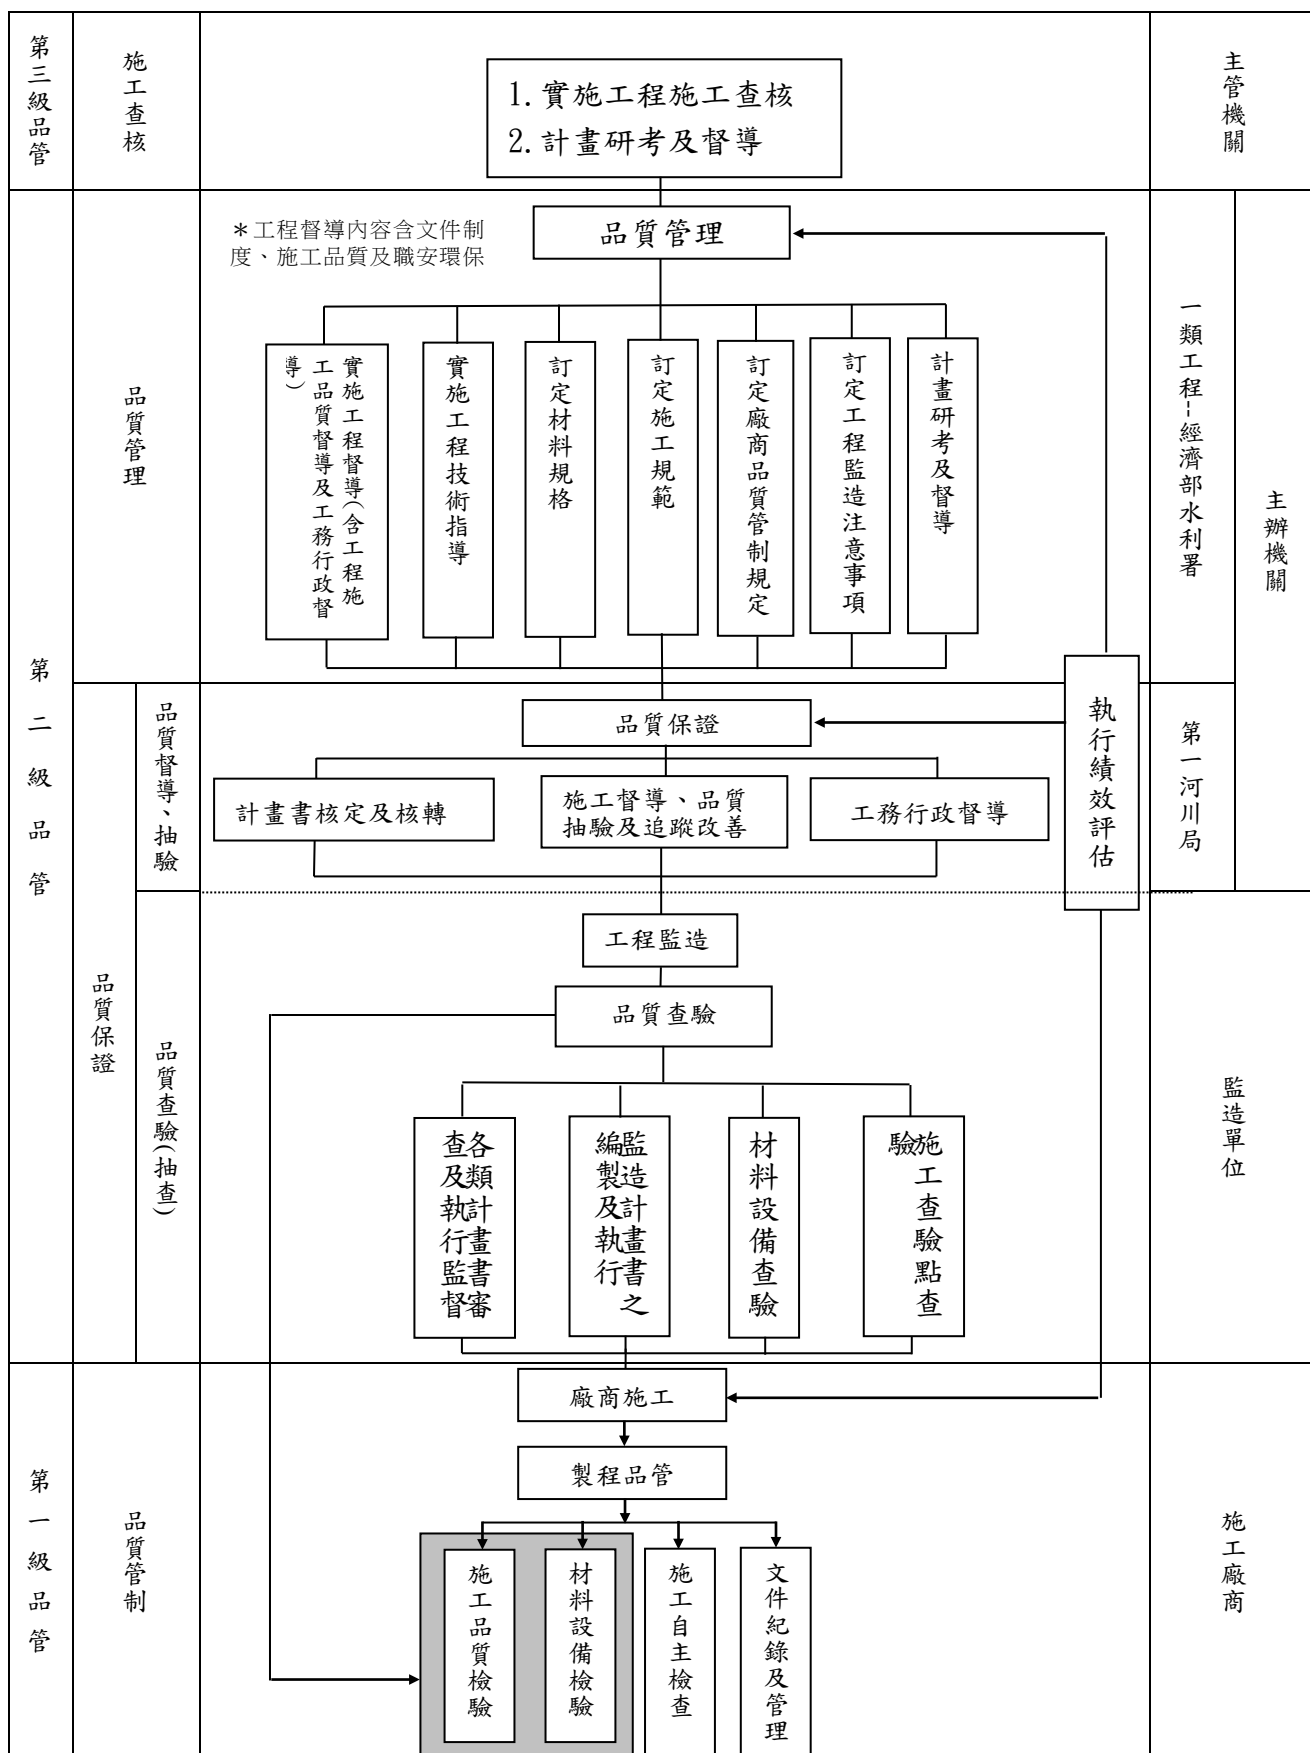 第三級品管
施工查核
1.實施工程施工查核
2.計畫研考及督導
主管機關
第二級品管
品質管理
＊工程督導內容含文件制
度、施工品質及職安環保
品質管理
實施工程督導(含工程施
工品質督導及工務行政督
導)
實施工程技術指導
訂定材料規格
訂定施工規範
訂定廠商品質管制規定
訂定工程監造注意事項
計畫研考及督導
一類工程--經濟部水利署
主辦機關
品質保證
品質督導、抽驗
品質保證
計畫書核定及核轉
施工督導、品質
抽驗及追蹤改善
工務行政督導
執行績效評估
第一河川局
品質查驗(抽查)
工程監造
品質查驗
各類計畫書審
查及執行監督
監造計畫書之
編製及執行
材料設備查驗
施工查驗點查
驗
監造單位
第一級品管
品質管制
廠商施工
製程品管
施工品質檢驗
材料設備檢驗
施工自主檢查
文件紀錄及管理
施工廠商